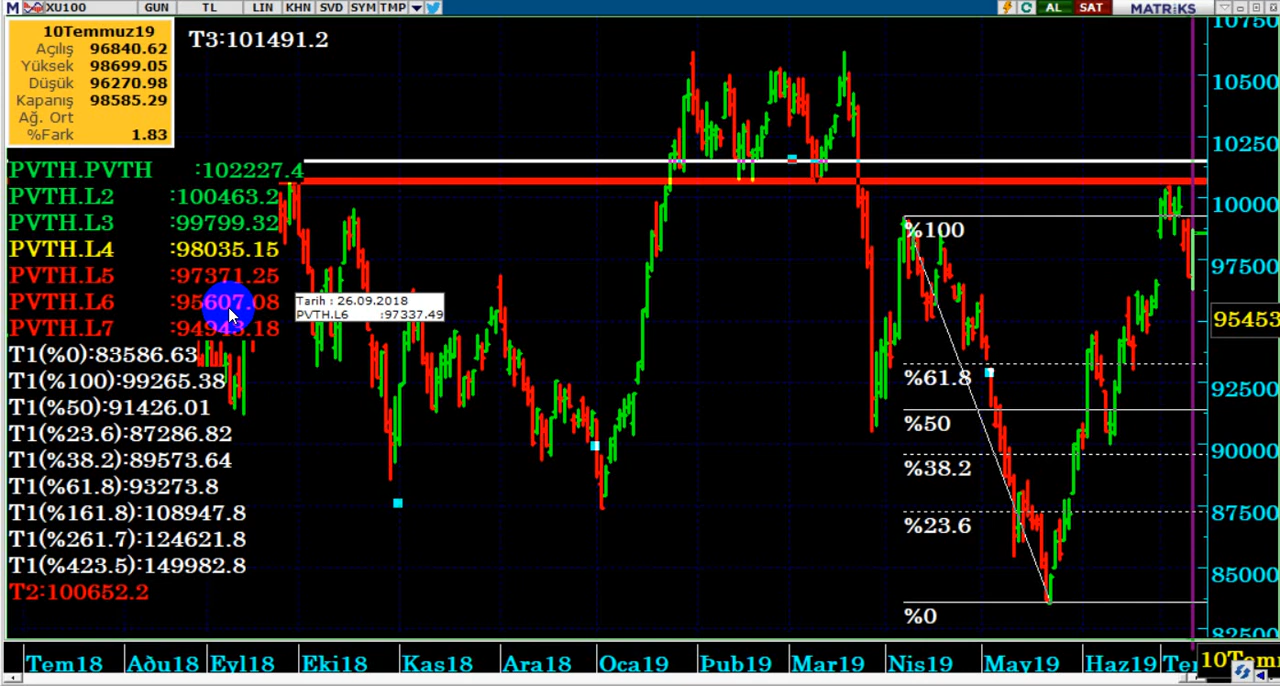 XU100 GUN TL LIN KHN SVD SYM TMP AL SAT MATRiKS
10Temmuz19
Açılış 96840.62
Yüksek 98699.05
Düşük 96270.98
Kapanış 98585.29
Ağ. Ort
%Fark 1.83
T3:101491.2
PVTH.PVTH :102227.4
PVTH.L2 :100463.2
PVTH.L3 :99799.32
PVTH.L4 :98035.15
PVTH.L5 :97371.25
PVTH.L6 :95607.08
PVTH.L7 :94943.18
Tarih : 26.09.2018
PVTH.L6 :97337.49
T1(%0):83586.63
T1(%100):99265.38
T1(%50):91426.01
T1(%23.6):87286.82
T1(%38.2):89573.64
T1(%61.8):93273.8
T1(%161.8):108947.8
T1(%261.7):124621.8
T1(%423.5):149982.8
T2:100652.2
%100
%61.8
%50
%38.2
%23.6
%0
10750
10500
10250
10000
97500
95453
92500
90000
87500
85000
82500
Tem18 Aðu18 Eyl18 Eki18 Kas18 Ara18 Oca19 Þub19 Mar19 Nis19 May19 Haz19 Te 10Tem